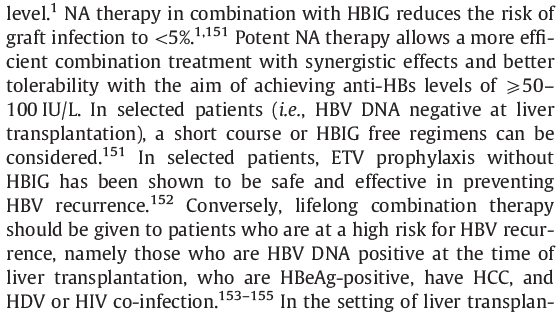 level.¹ NA therapy in combination with HBIG reduces the risk of
graft infection to <5%.¹,¹⁵¹ Potent NA therapy allows a more effi-
cient combination treatment with synergistic effects and better
tolerability with the aim of achieving anti-HBs levels of ⩾50–
100 IU/L. In selected patients (i.e., HBV DNA negative at liver
transplantation), a short course or HBIG free regimens can be
considered.¹⁵¹ In selected patients, ETV prophylaxis without
HBIG has been shown to be safe and effective in preventing
HBV recurrence.¹⁵² Conversely, lifelong combination therapy
should be given to patients who are at a high risk for HBV recur-
rence, namely those who are HBV DNA positive at the time of
liver transplantation, who are HBeAg-positive, have HCC, and
HDV or HIV co-infection.¹⁵³–¹⁵⁵ In the setting of liver transplan-